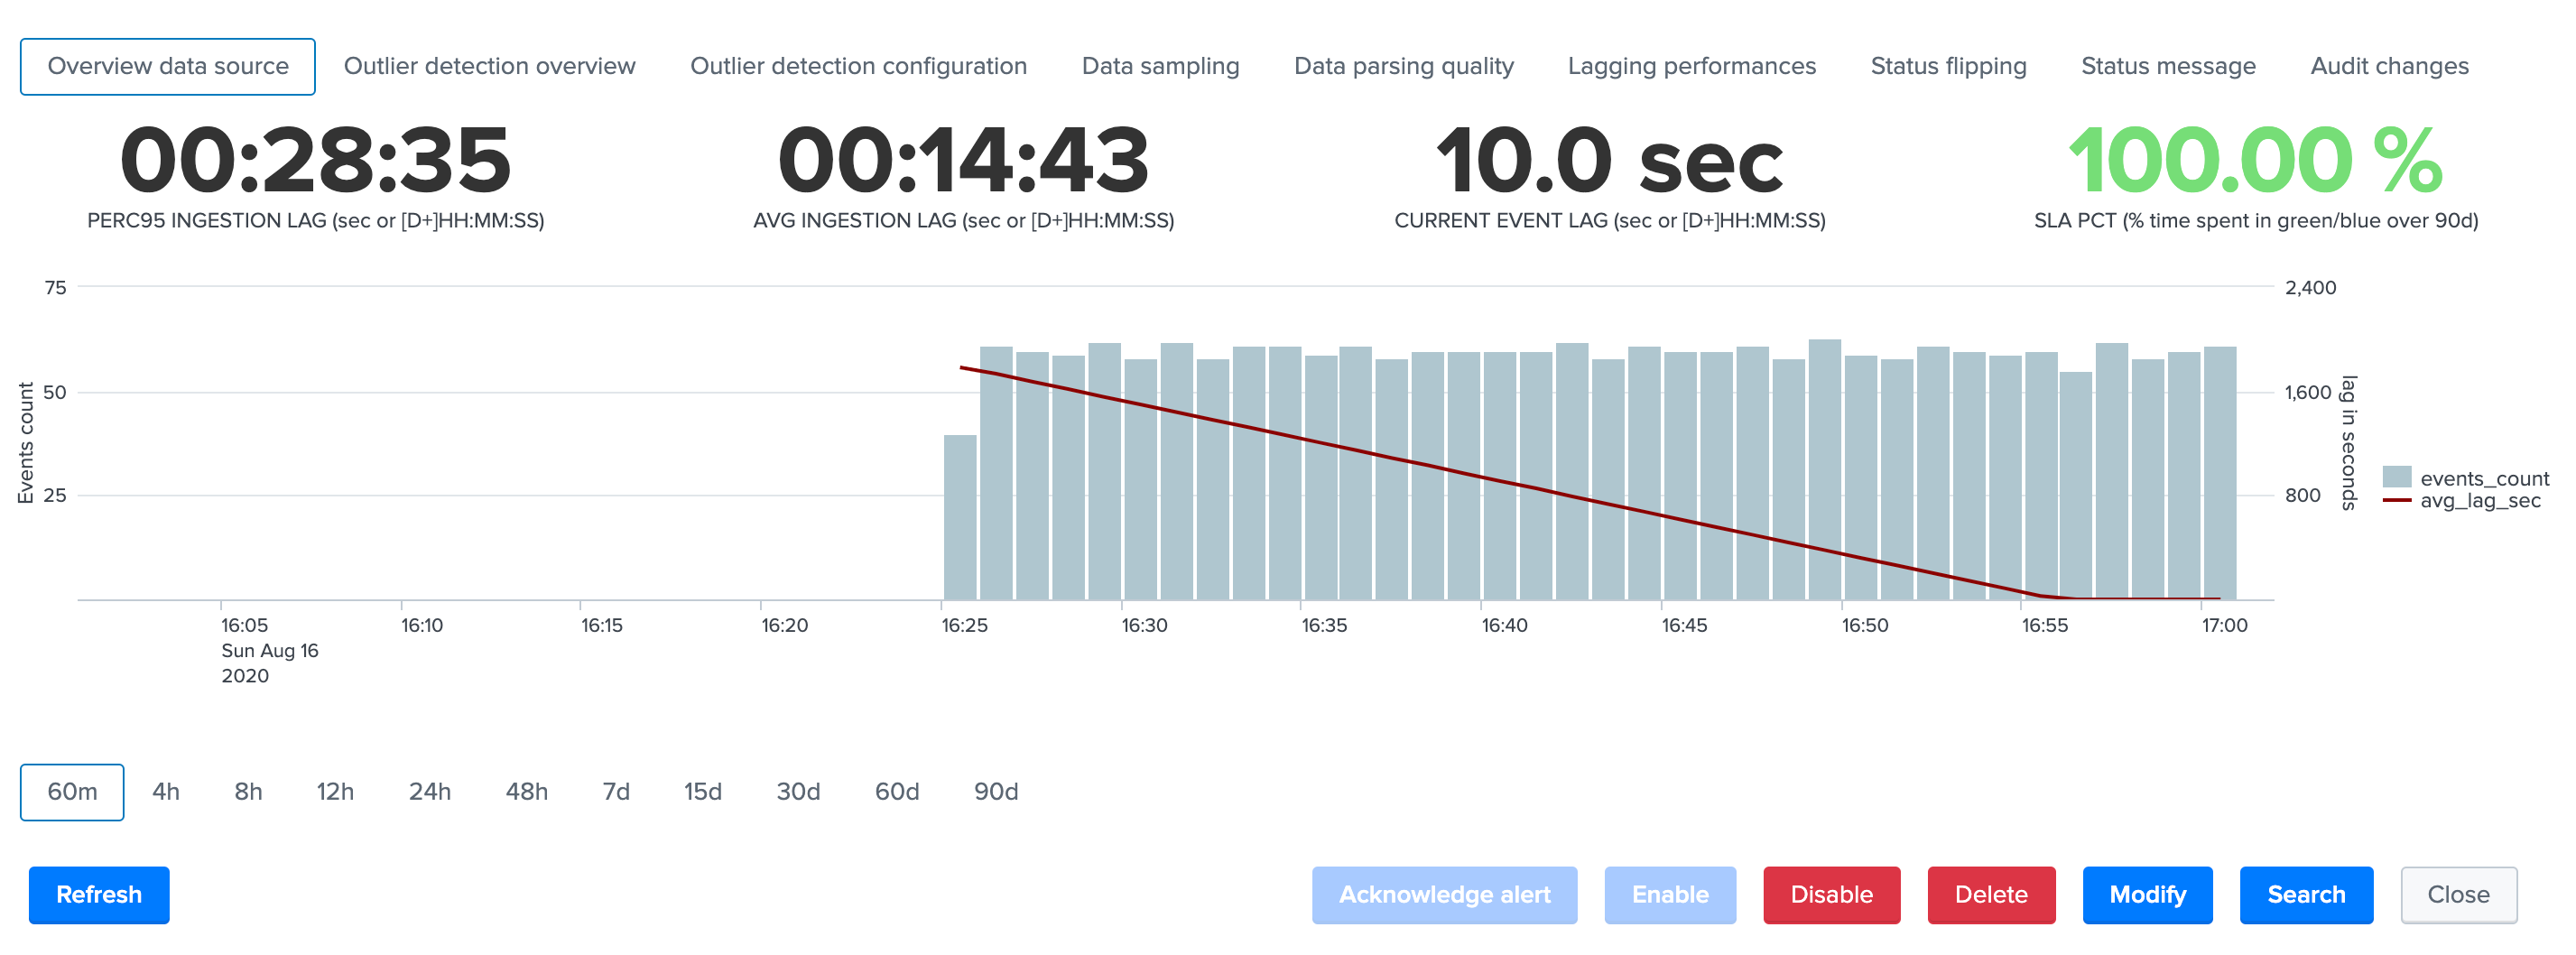 Overview data source Outlier detection overview Outlier detection configuration Data sampling Data parsing quality Lagging performances Status flipping Status message Audit changes
00:28:35 00:14:43 10.0 sec 100.00 %
PERC95 INGESTION LAG (sec or [D+]HH:MM:SS) AVG INGESTION LAG (sec or [D+]HH:MM:SS) CURRENT EVENT LAG (sec or [D+]HH:MM:SS) SLA PCT (% time spent in green/blue over 90d)
75 2,400
50 1,600
25 800
Events count
lag in seconds
events_count
avg_lag_sec
16:05 16:10 16:15 16:20 16:25 16:30 16:35 16:40 16:45 16:50 16:55 17:00
Sun Aug 16
2020
60m 4h 8h 12h 24h 48h 7d 15d 30d 60d 90d
Refresh Acknowledge alert Enable Disable Delete Modify Search Close